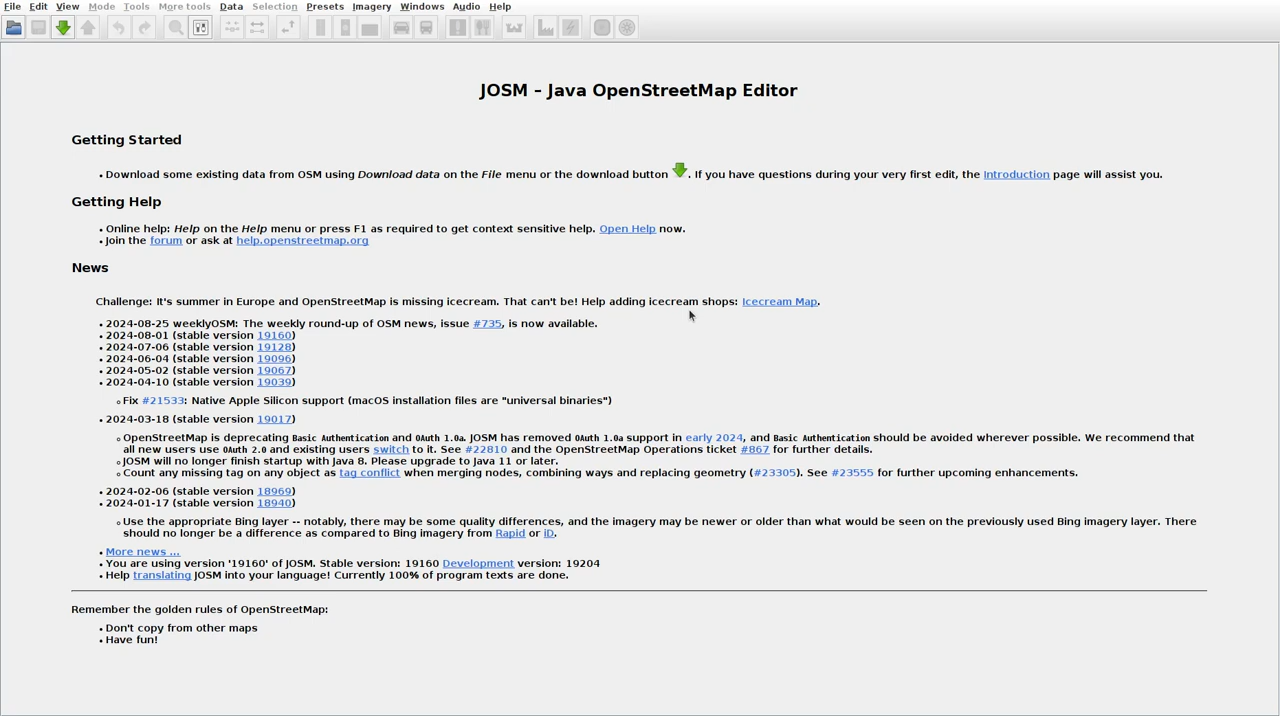 File Edit View Mode Tools More tools Data Selection Presets Imagery Windows Audio Help
JOSM – Java OpenStreetMap Editor
Getting Started
• Download some existing data from OSM using Download data on the File menu or the download button . If you have questions during your very first edit, the Introduction page will assist you.
Getting Help
• Online help: Help on the Help menu or press F1 as required to get context sensitive help. Open Help now.
• Join the forum or ask at help.openstreetmap.org
News
Challenge: It's summer in Europe and OpenStreetMap is missing icecream. That can't be! Help adding icecream shops: Icecream Map.
• 2024-08-25 weeklyOSM: The weekly round-up of OSM news, issue #735, is now available.
• 2024-08-01 (stable version 19160)
• 2024-07-06 (stable version 19128)
• 2024-06-04 (stable version 19096)
• 2024-05-02 (stable version 19067)
• 2024-04-10 (stable version 19039)
◦ Fix #21533: Native Apple Silicon support (macOS installation files are "universal binaries")
• 2024-03-18 (stable version 19017)
◦ OpenStreetMap is deprecating Basic Authentication and OAuth 1.0a. JOSM has removed OAuth 1.0a support in early 2024, and Basic Authentication should be avoided wherever possible. We recommend that
all new users use OAuth 2.0 and existing users switch to it. See #22810 and the OpenStreetMap Operations ticket #867 for further details.
◦ JOSM will no longer finish startup with Java 8. Please upgrade to Java 11 or later.
◦ Count any missing tag on any object as tag conflict when merging nodes, combining ways and replacing geometry (#23305). See #23555 for further upcoming enhancements.
• 2024-02-06 (stable version 18969)
• 2024-01-17 (stable version 18940)
◦ Use the appropriate Bing layer -- notably, there may be some quality differences, and the imagery may be newer or older than what would be seen on the previously used Bing imagery layer. There
should no longer be a difference as compared to Bing imagery from Rapid or iD.
• More news ...
• You are using version '19160' of JOSM. Stable version: 19160 Development version: 19204
• Help translating JOSM into your language! Currently 100% of program texts are done.
Remember the golden rules of OpenStreetMap:
• Don't copy from other maps
• Have fun!